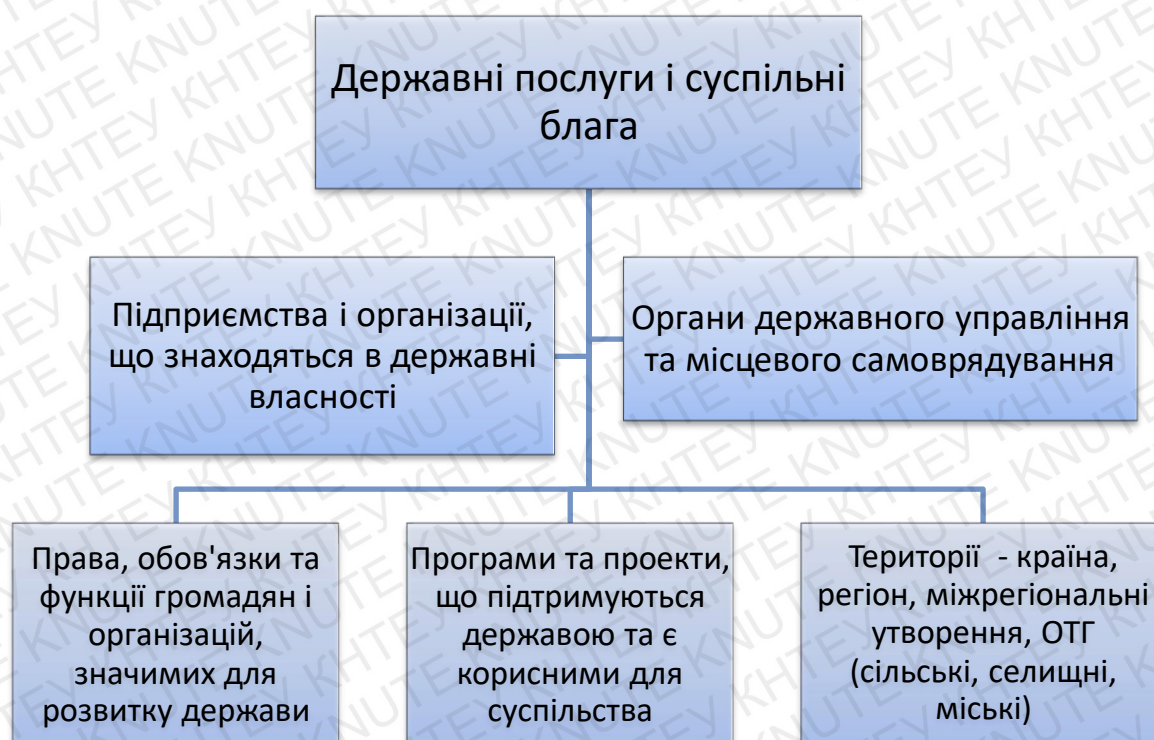 Державні послуги і суспільні
блага
Підприємства і організації,
що знаходяться в державні
власності
Органи державного управління
та місцевого самоврядування
Права, обов'язки та
функції громадян і
організацій,
значимих для
розвитку держави
Програми та проекти,
що підтримуються
державою та є
корисними для
суспільства
Території - країна,
регіон, міжрегіональні
утворення, ОТГ
(сільські, селищні,
міські)